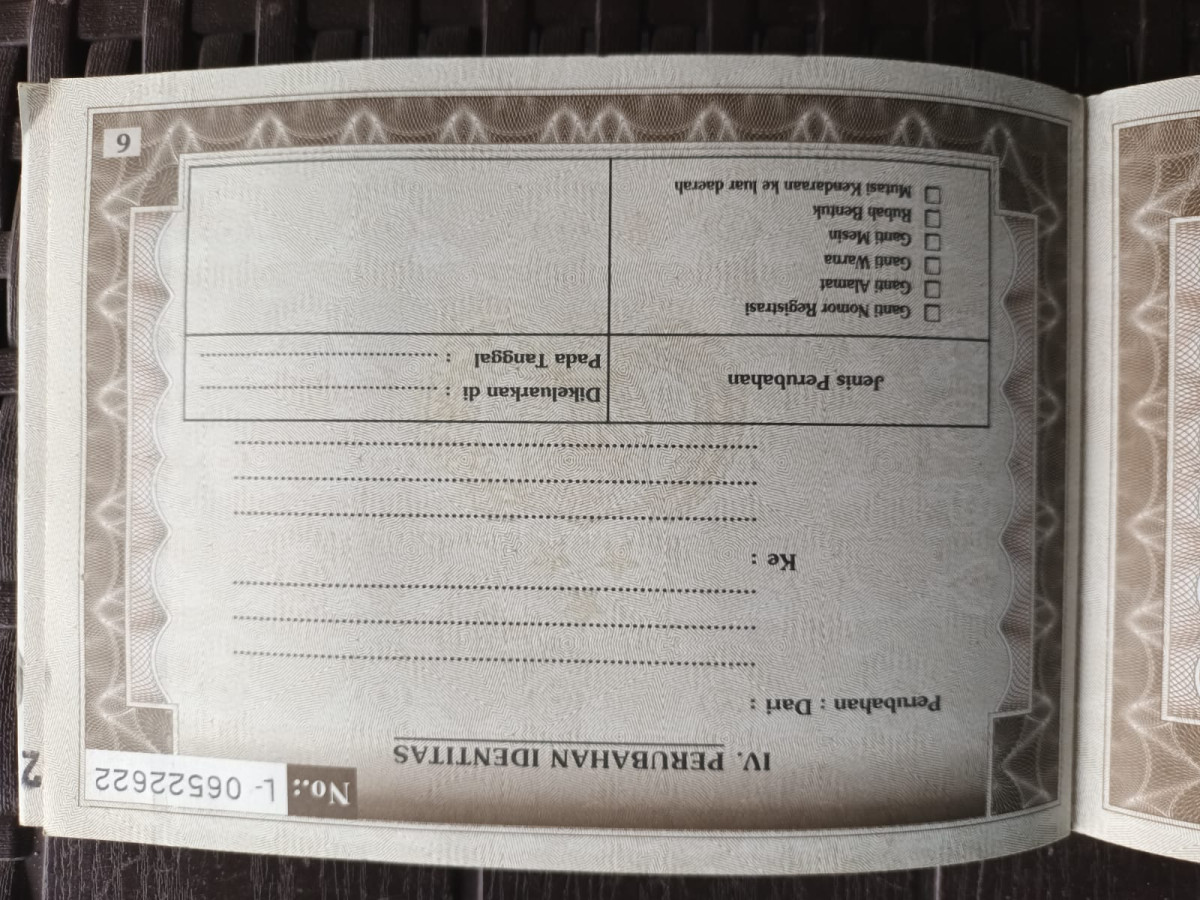 No.: L- 06522622
IV. PERUBAHAN IDENTITAS
Perubahan : Dari :
Ke :
Jenis Perubahan
Dikeluarkan di :
Pada Tanggal :
Ganti Nomor Registrasi
Ganti Alamat
Ganti Warna
Ganti Mesin
Rubah Bentuk
Mutasi Kendaraan ke luar daerah
9